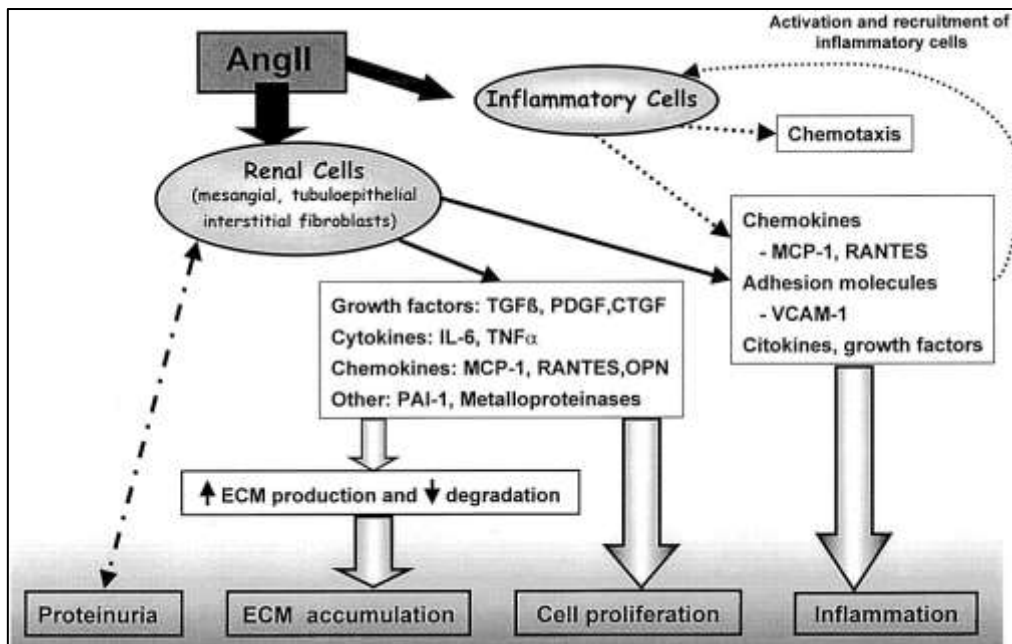 Activation and recruitment of
inflammatory cells
AngII
Inflammatory Cells
Chemotaxis
Renal Cells
(mesangial, tubuloepithelial
interstitial fibroblasts)
Chemokines
- MCP-1, RANTES
Adhesion molecules
- VCAM-1
Citokines, growth factors
Growth factors: TGFß, PDGF,CTGF
Cytokines: IL-6, TNFα
Chemokines: MCP-1, RANTES,OPN
Other: PAI-1, Metalloproteinases
↑ ECM production and ↓ degradation
Proteinuria
ECM accumulation
Cell proliferation
Inflammation